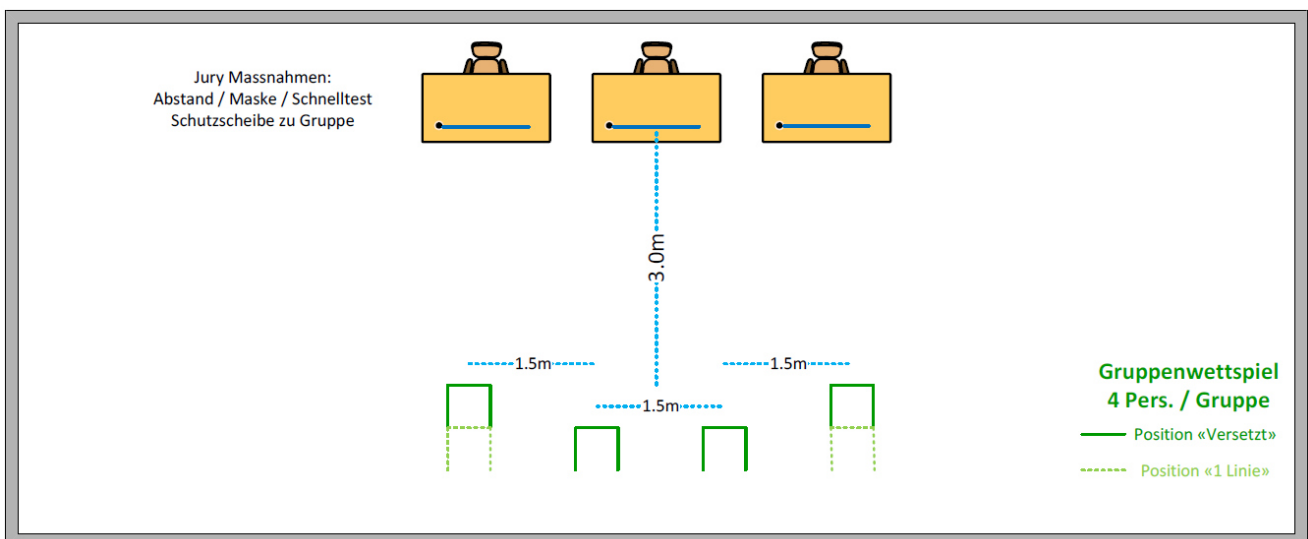 Jury Massnahmen:
Abstand / Maske / Schnelltest
Schutzscheibe zu Gruppe
3.0m
1.5m
1.5m
1.5m
Gruppenwettspiel
4 Pers. / Gruppe
Position «Versetzt»
Position «1 Linie»